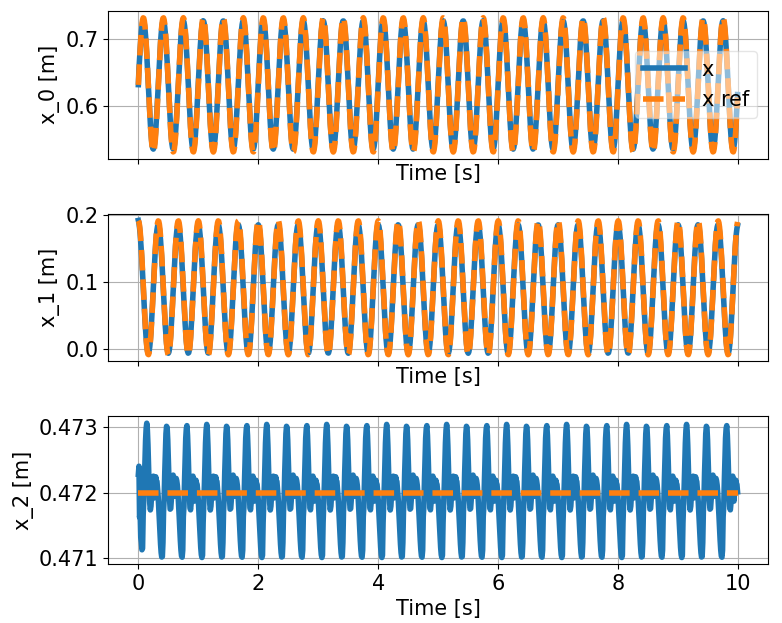 x_0 [m]
0.7
0.6
x
x ref
Time [s]
x_1 [m]
0.2
0.1
0.0
Time [s]
x_2 [m]
0.473
0.472
0.471
0 2 4 6 8 10
Time [s]